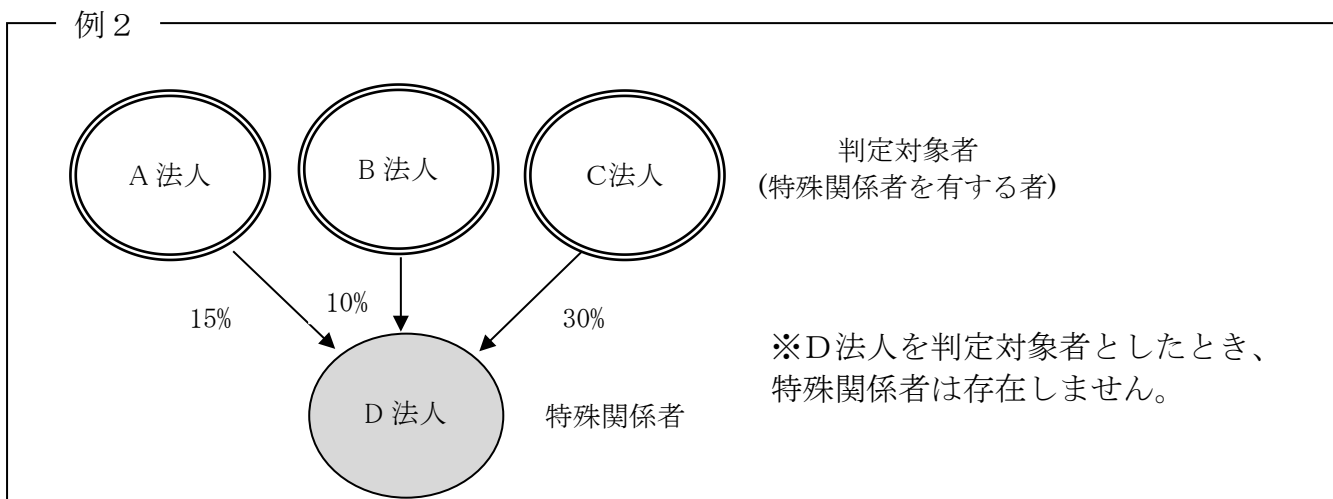 例２
Ａ法人
Ｂ法人
C法人
判定対象者
(特殊関係者を有する者)
15%
10%
30%
※Ｄ法人を判定対象者としたとき、
特殊関係者は存在しません。
Ｄ法人
特殊関係者